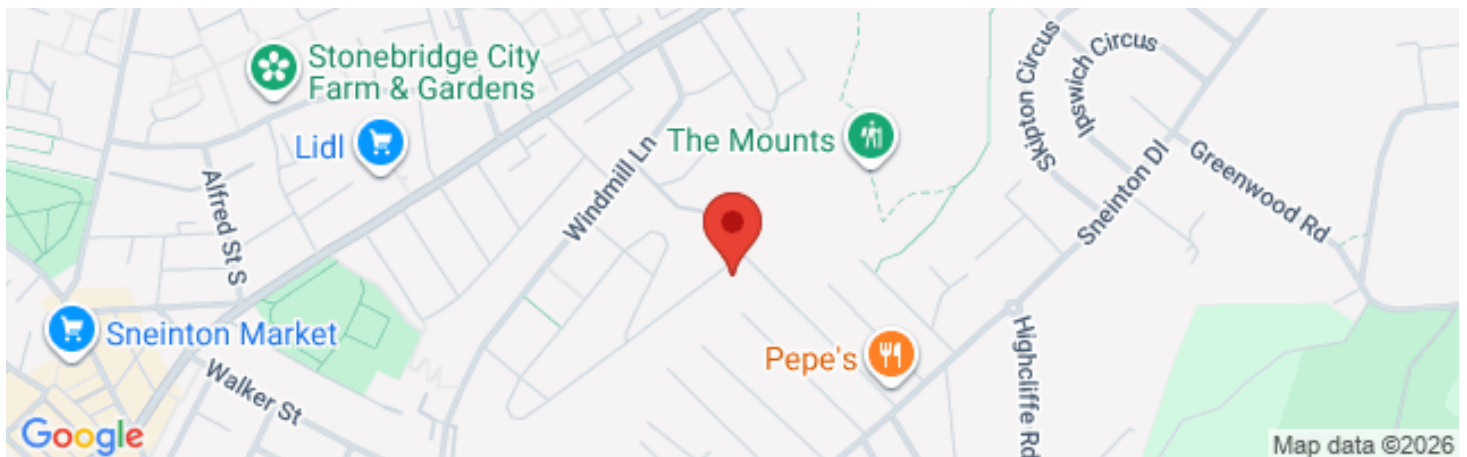 Stonebridge City
Farm & Gardens
Lidl
Alfred St S
Windmill Ln
The Mounts
Skipton Circus
Ipswich Circus
Sneinton Dl
Greenwood Rd
Sneinton Market
Walker St
Pepe's
Highcliffe Rd
Google
Map data ©2026